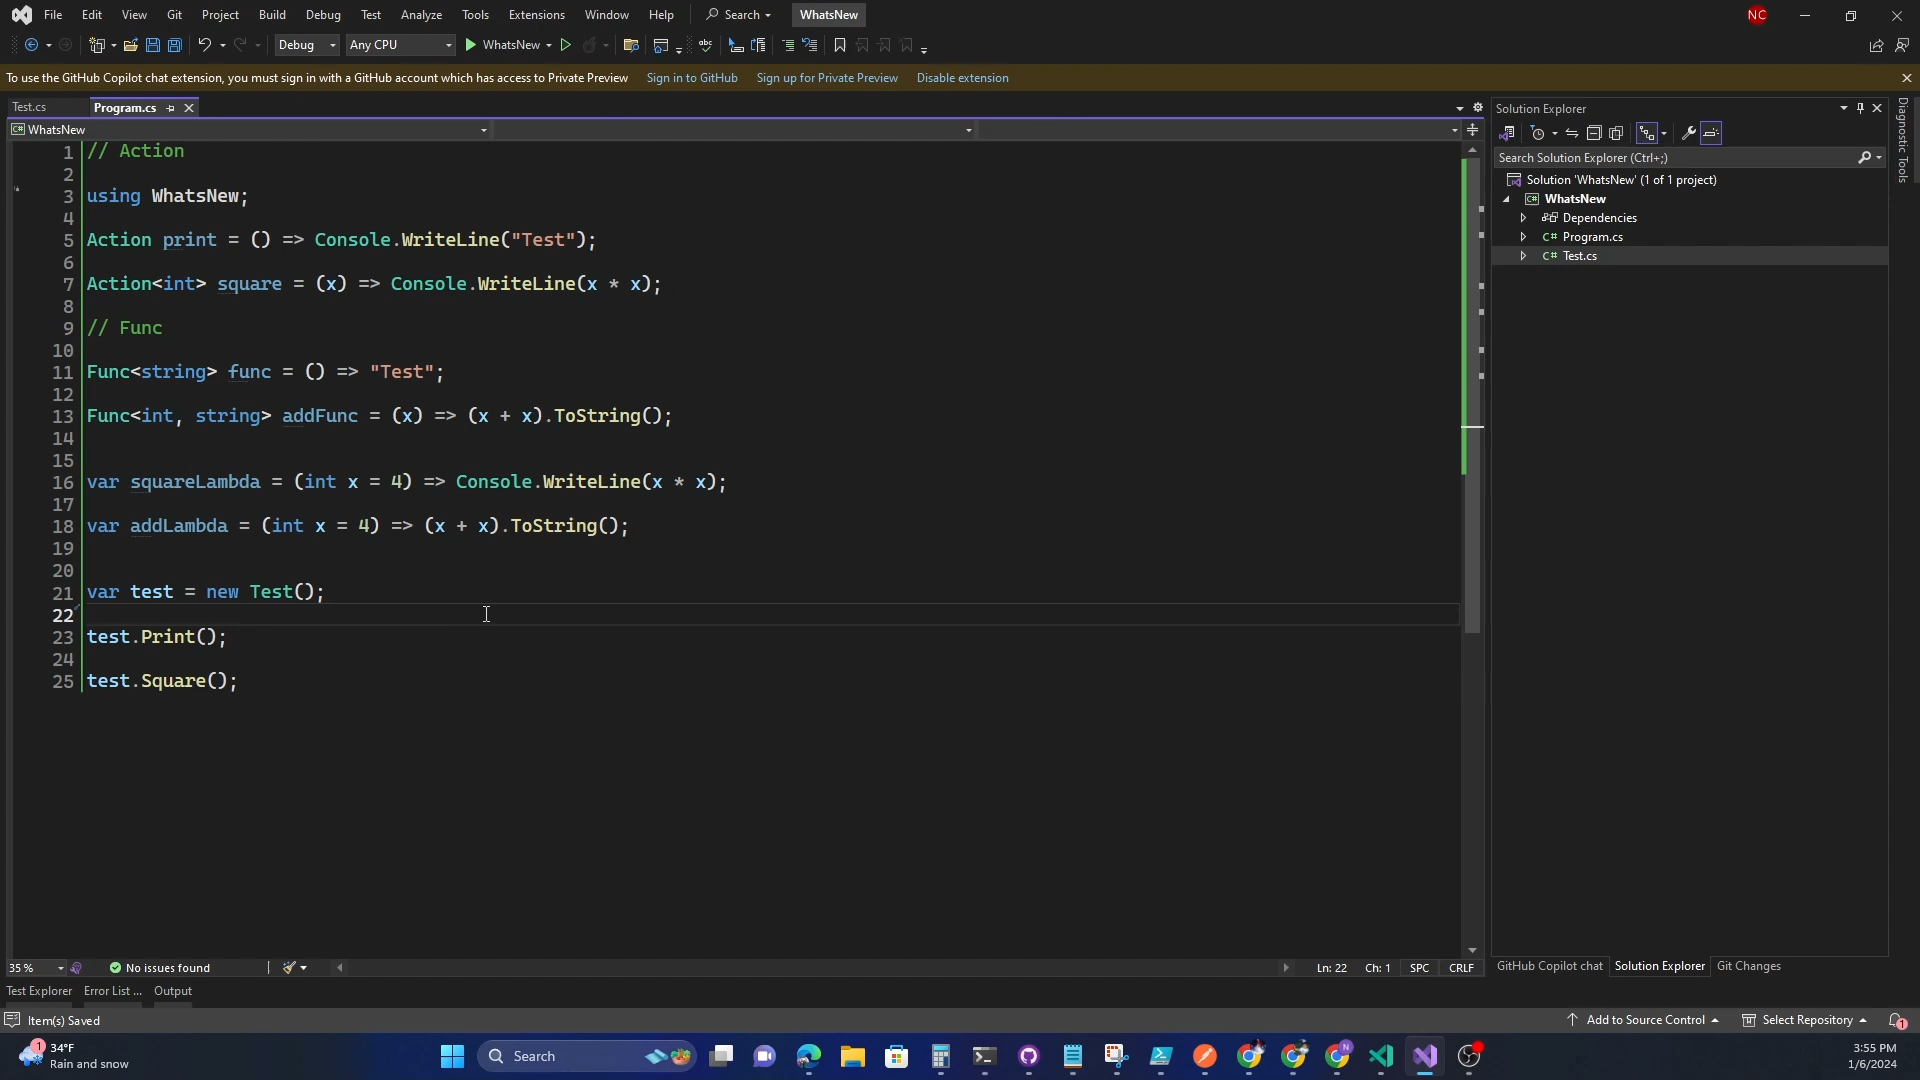 File Edit View Git Project Build Debug Test Analyze Tools Extensions Window Help Search WhatsNew NC
Debug Any CPU WhatsNew
To use the GitHub Copilot chat extension, you must sign in with a GitHub account which has access to Private Preview Sign in to GitHub Sign up for Private Preview Disable extension
Test.cs Program.cs
WhatsNew
1 // Action
2
3 using WhatsNew;
4
5 Action print = () => Console.WriteLine("Test");
6
7 Action<int> square = (x) => Console.WriteLine(x * x);
8
9 // Func
10
11 Func<string> func = () => "Test";
12
13 Func<int, string> addFunc = (x) => (x + x).ToString();
14
15
16 var squareLambda = (int x = 4) => Console.WriteLine(x * x);
17
18 var addLambda = (int x = 4) => (x + x).ToString();
19
20
21 var test = new Test();
22
23 test.Print();
24
25 test.Square();
Solution Explorer
Search Solution Explorer (Ctrl+;)
Solution 'WhatsNew' (1 of 1 project)
C# WhatsNew
Dependencies
C# Program.cs
C# Test.cs
Diagnostic Tools
35 % No issues found Ln: 22 Ch: 1 SPC CRLF
GitHub Copilot chat Solution Explorer Git Changes
Test Explorer Error List ... Output
Item(s) Saved Add to Source Control Select Repository 1
1 34°F
Rain and snow
Search
3:55 PM
1/6/2024